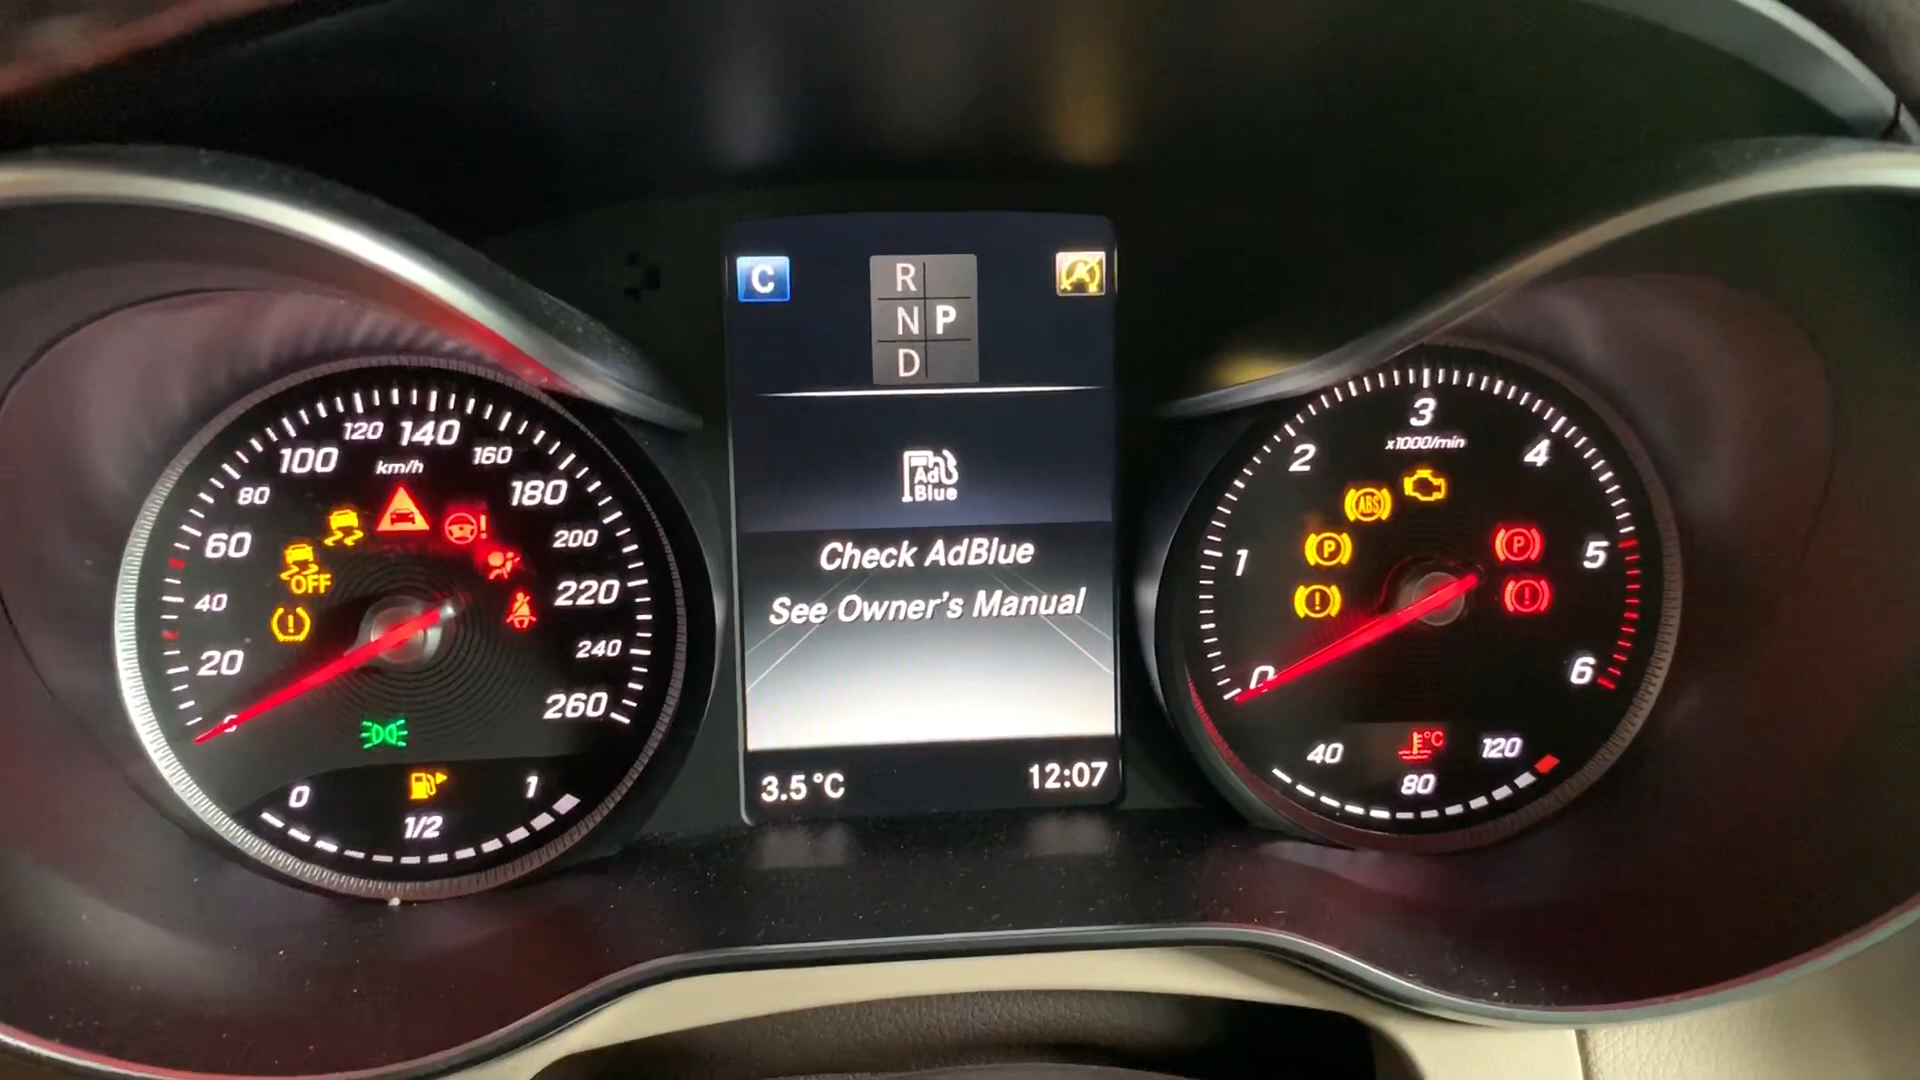 C
R
N P
D
Ad
Blue
Check AdBlue
See Owner's Manual
3.5°C
12:07
0
20
40
60
80
100
120
140
160
180
200
220
240
260
km/h
OFF
!
!
0
1/2
1
0
1
2
3
4
5
6
x1000/min
ABS
P
!
P
!
40
80
120
°C